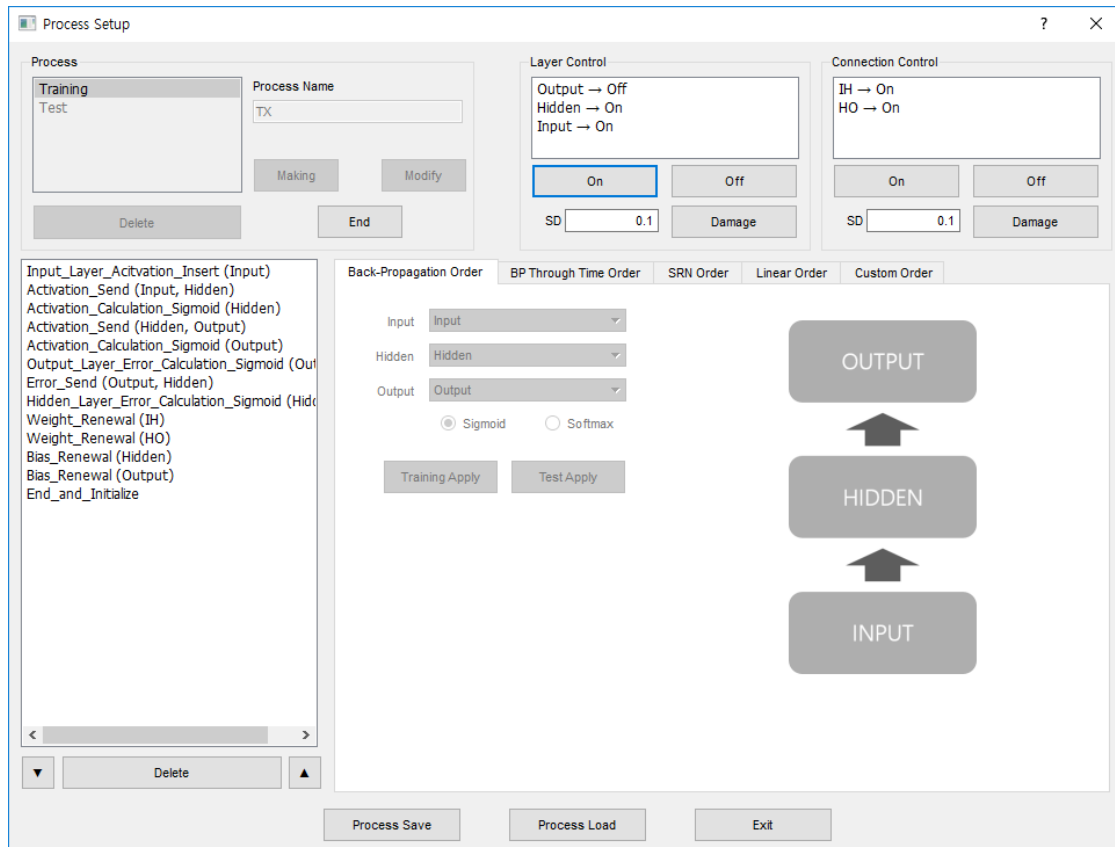 Process Setup
?
Process
Training
Test
Process Name
TX
Making
Modify
Delete
End
Layer Control
Output → Off
Hidden → On
Input → On
On
Off
SD
0.1
Damage
Connection Control
IH → On
HO → On
On
Off
SD
0.1
Damage
Input_Layer_Acitvation_Insert (Input)
Activation_Send (Input, Hidden)
Activation_Calculation_Sigmoid (Hidden)
Activation_Send (Hidden, Output)
Activation_Calculation_Sigmoid (Output)
Output_Layer_Error_Calculation_Sigmoid (Out
Error_Send (Output, Hidden)
Hidden_Layer_Error_Calculation_Sigmoid (Hidd
Weight_Renewal (IH)
Weight_Renewal (HO)
Bias_Renewal (Hidden)
Bias_Renewal (Output)
End_and_Initialize
▼
Delete
▲
Back-Propagation Order
BP Through Time Order
SRN Order
Linear Order
Custom Order
Input
Input
Hidden
Hidden
Output
Output
Sigmoid
Softmax
Training Apply
Test Apply
OUTPUT
HIDDEN
INPUT
Process Save
Process Load
Exit